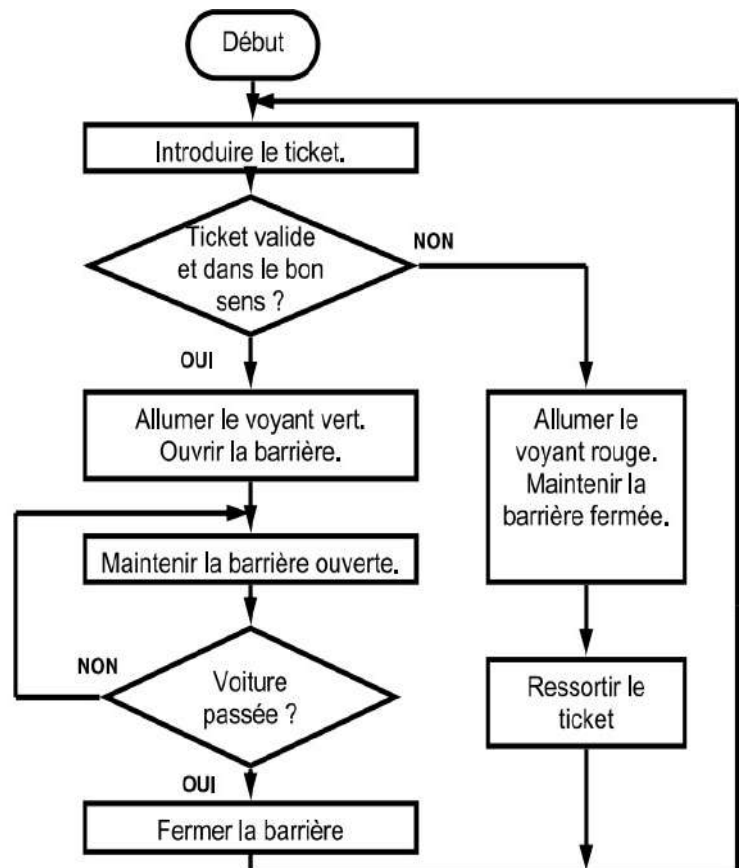 Début
Introduire le ticket.
Ticket valide
et dans le bon
sens ?
NON
OUI
Allumer le voyant vert.
Ouvrir la barrière.
Allumer le
voyant rouge.
Maintenir la
barrière fermée.
Maintenir la barrière ouverte.
NON
Voiture
passée ?
Ressortir le
ticket
OUI
Fermer la barrière